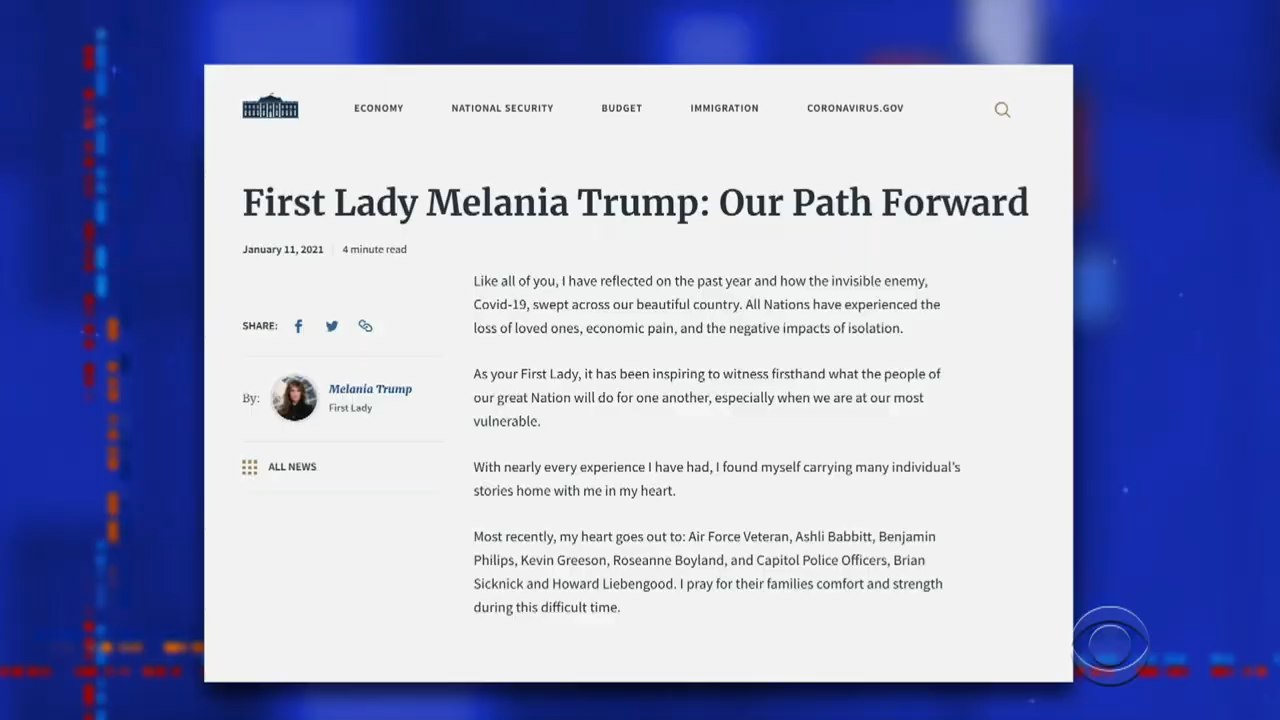 ECONOMY NATIONAL SECURITY BUDGET IMMIGRATION CORONAVIRUS.GOV
First Lady Melania Trump: Our Path Forward
January 11, 2021 4 minute read
SHARE:
By: Melania Trump
First Lady
ALL NEWS
Like all of you, I have reflected on the past year and how the invisible enemy,
Covid-19, swept across our beautiful country. All Nations have experienced the
loss of loved ones, economic pain, and the negative impacts of isolation.
As your First Lady, it has been inspiring to witness firsthand what the people of
our great Nation will do for one another, especially when we are at our most
vulnerable.
With nearly every experience I have had, I found myself carrying many individual’s
stories home with me in my heart.
Most recently, my heart goes out to: Air Force Veteran, Ashli Babbitt, Benjamin
Philips, Kevin Greeson, Roseanne Boyland, and Capitol Police Officers, Brian
Sicknick and Howard Liebengood. I pray for their families comfort and strength
during this difficult time.